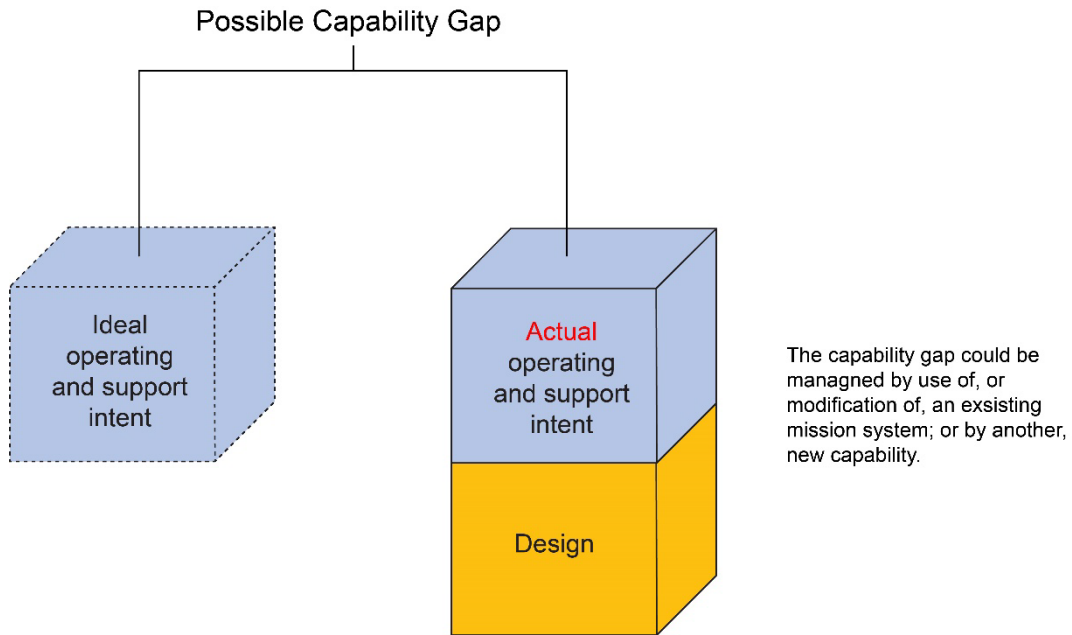 Possible Capability Gap
Ideal
operating
and support
intent
Actual
operating
and support
intent
Design
The capability gap could be
managned by use of, or
modification of, an exsisting
mission system; or by another,
new capability.